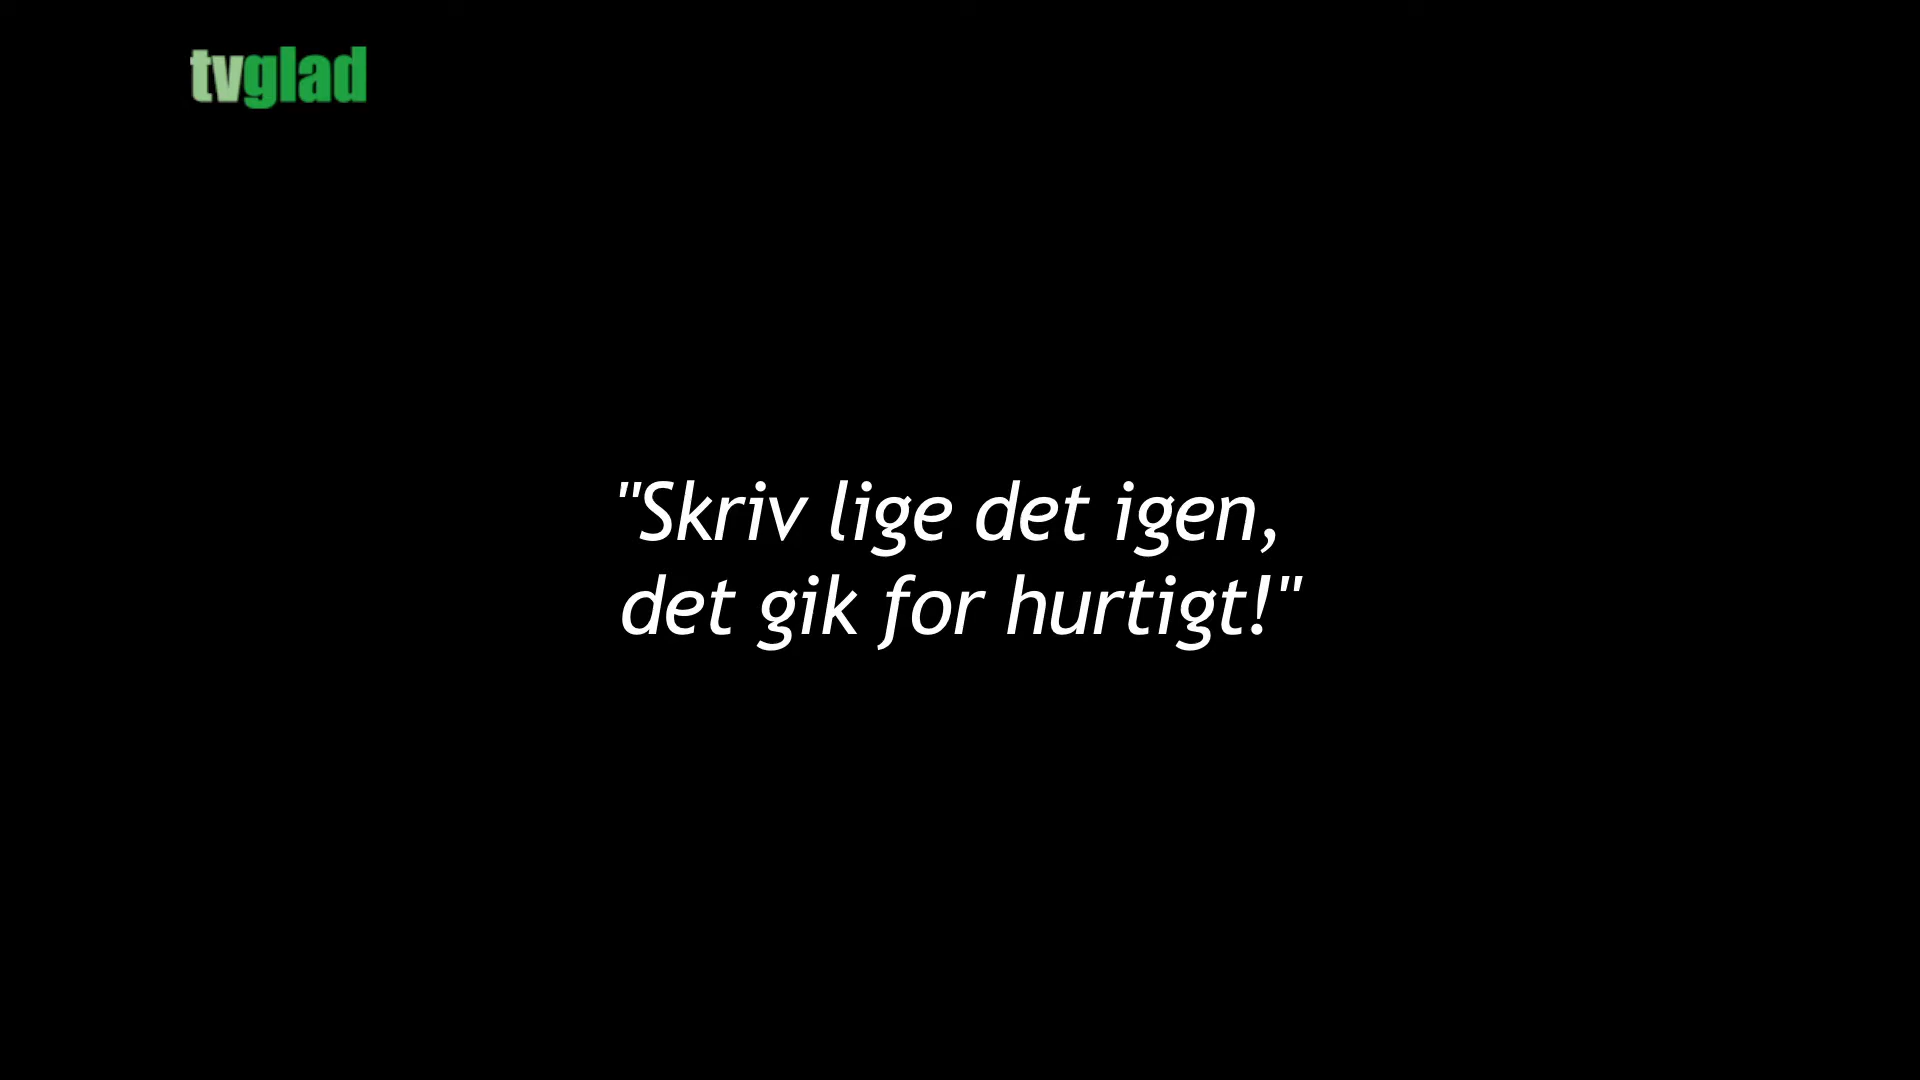 tvglad
"Skriv lige det igen,
det gik for hurtigt!"